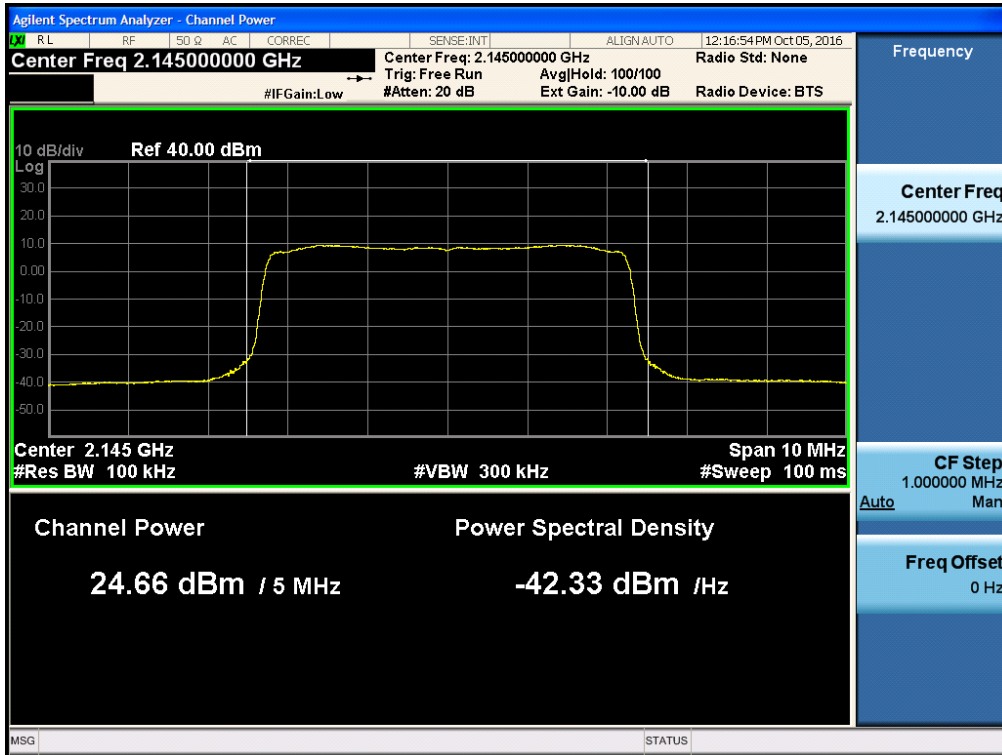 Agilent Spectrum Analyzer - Channel Power
LXI RL RF 50 Ω AC CORREC SENSE:INT ALIGN AUTO 12:16:54 PM Oct 05, 2016
Center Freq 2.145000000 GHz
Center Freq: 2.145000000 GHz Radio Std: None
Trig: Free Run Avg|Hold: 100/100
#IFGain:Low #Atten: 20 dB Ext Gain: -10.00 dB Radio Device: BTS
10 dB/div Ref 40.00 dBm
Log
30.0
20.0
10.0
0.00
-10.0
-20.0
-30.0
-40.0
-50.0
Center 2.145 GHz Span 10 MHz
#Res BW 100 kHz #VBW 300 kHz #Sweep 100 ms
Channel Power Power Spectral Density
24.66 dBm / 5 MHz -42.33 dBm /Hz
MSG STATUS
Frequency
Center Freq
2.145000000 GHz
CF Step
1.000000 MHz
Auto Man
Freq Offset
0 Hz